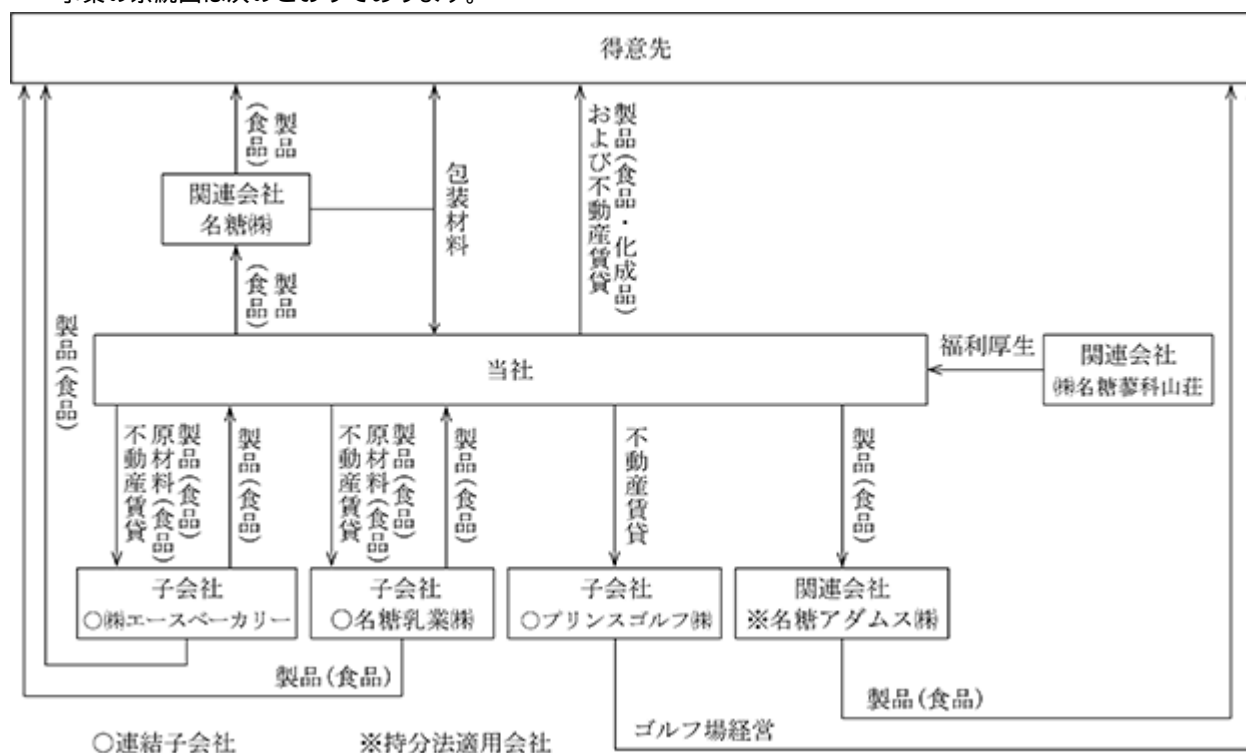 事業の系統図は次のとおりであります。
得意先
製品
(食品)
関連会社
名糖㈱
製品
(食品)
包装材料
製品(食品・化成品)
および不動産賃貸
製品(食品)
当社
福利厚生
関連会社
㈱名糖蓼科山荘
製品(食品)
原材料(食品)
不動産賃貸
製品(食品)
製品(食品)
原材料(食品)
不動産賃貸
製品(食品)
不動産賃貸
製品(食品)
子会社
○㈱エースベーカリー
子会社
○名糖乳業㈱
子会社
○プリンスゴルフ㈱
関連会社
※名糖アダムス㈱
製品(食品)
製品(食品)
ゴルフ場経営
○連結子会社
※持分法適用会社